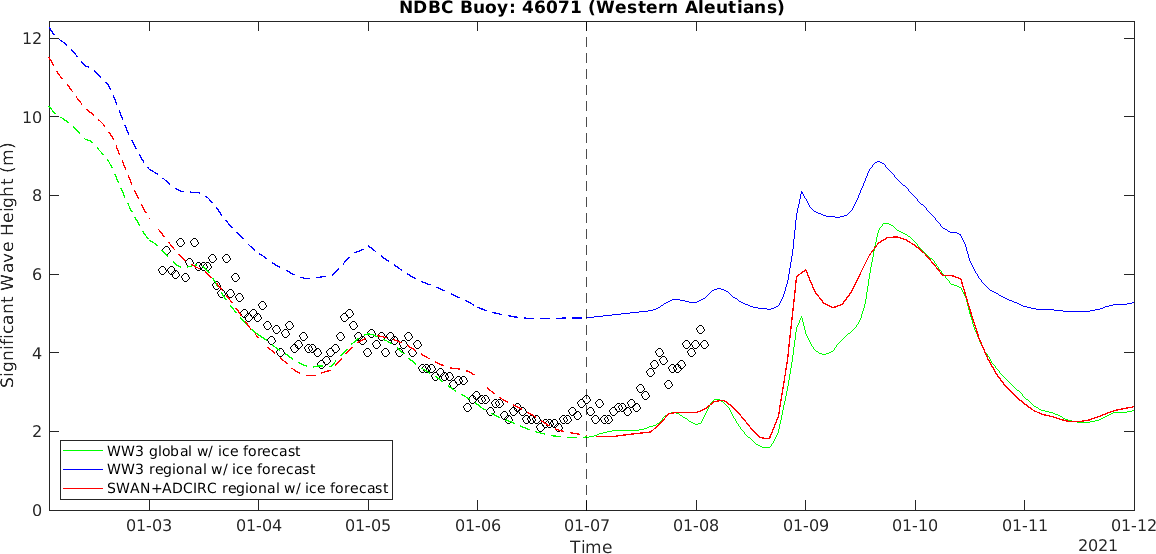 NDBC Buoy: 46071 (Western Aleutians)
12
10
8
6
4
2
0
Significant Wave Height (m)
WW3 global w/ ice forecast
WW3 regional w/ ice forecast
SWAN+ADCIRC regional w/ ice forecast
01-03 01-04 01-05 01-06 01-07 01-08 01-09 01-10 01-11 01-12
Time
2021